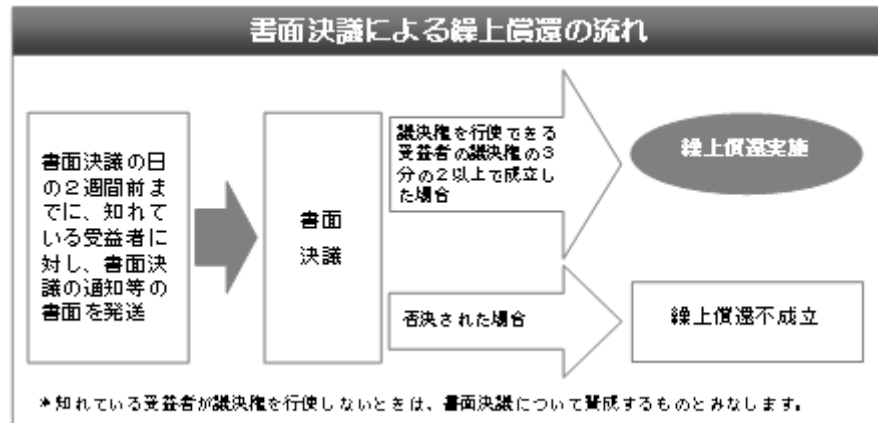 書面決議による繰上償還の流れ
書面決議の日
の２週間前ま
でに、知れて
いる受益者に
対し、書面決
議の通知等の
書面を発送
書面
決議
議決権を行使できる
受益者の議決権の３
分の２以上で成立し
た場合
繰上償還実施
否決された場合
繰上償還不成立
＊知れている受益者が議決権を行使しないときは、書面決議について賛成するものとみなします。